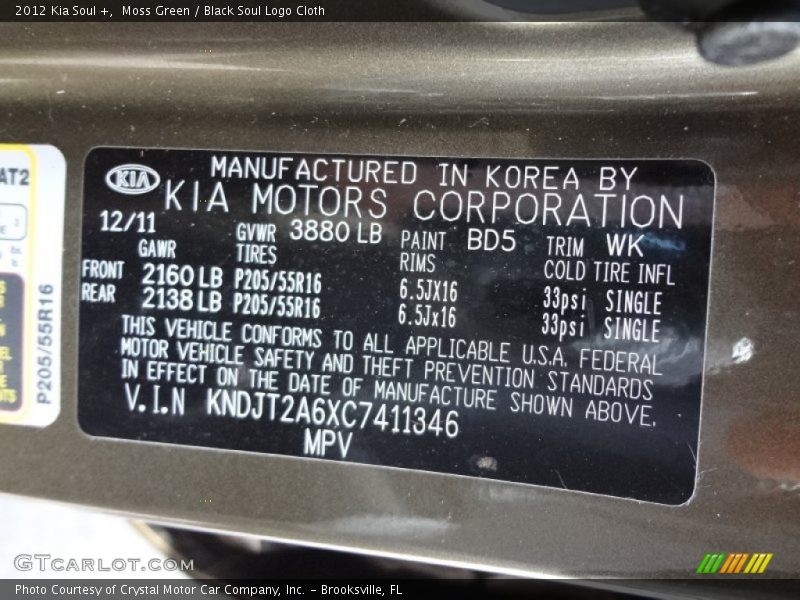 2012 Kia Soul +, Moss Green / Black Soul Logo Cloth
MANUFACTURED IN KOREA BY
KIA KIA MOTORS CORPORATION
12/11 GVWR 3880 LB PAINT BD5 TRIM WK
GAWR TIRES RIMS COLD TIRE INFL
FRONT 2160 LB P205/55R16 6.5JX16 33psi SINGLE
REAR 2138 LB P205/55R16 6.5Jx16 33psi SINGLE
THIS VEHICLE CONFORMS TO ALL APPLICABLE U.S.A. FEDERAL
MOTOR VEHICLE SAFETY AND THEFT PREVENTION STANDARDS
IN EFFECT ON THE DATE OF MANUFACTURE SHOWN ABOVE.
V.I.N KNDJT2A6XC7411346
MPV
AT2
P205/55R16
GTcarlot.com
Photo Courtesy of Crystal Motor Car Company, Inc. – Brooksville, FL